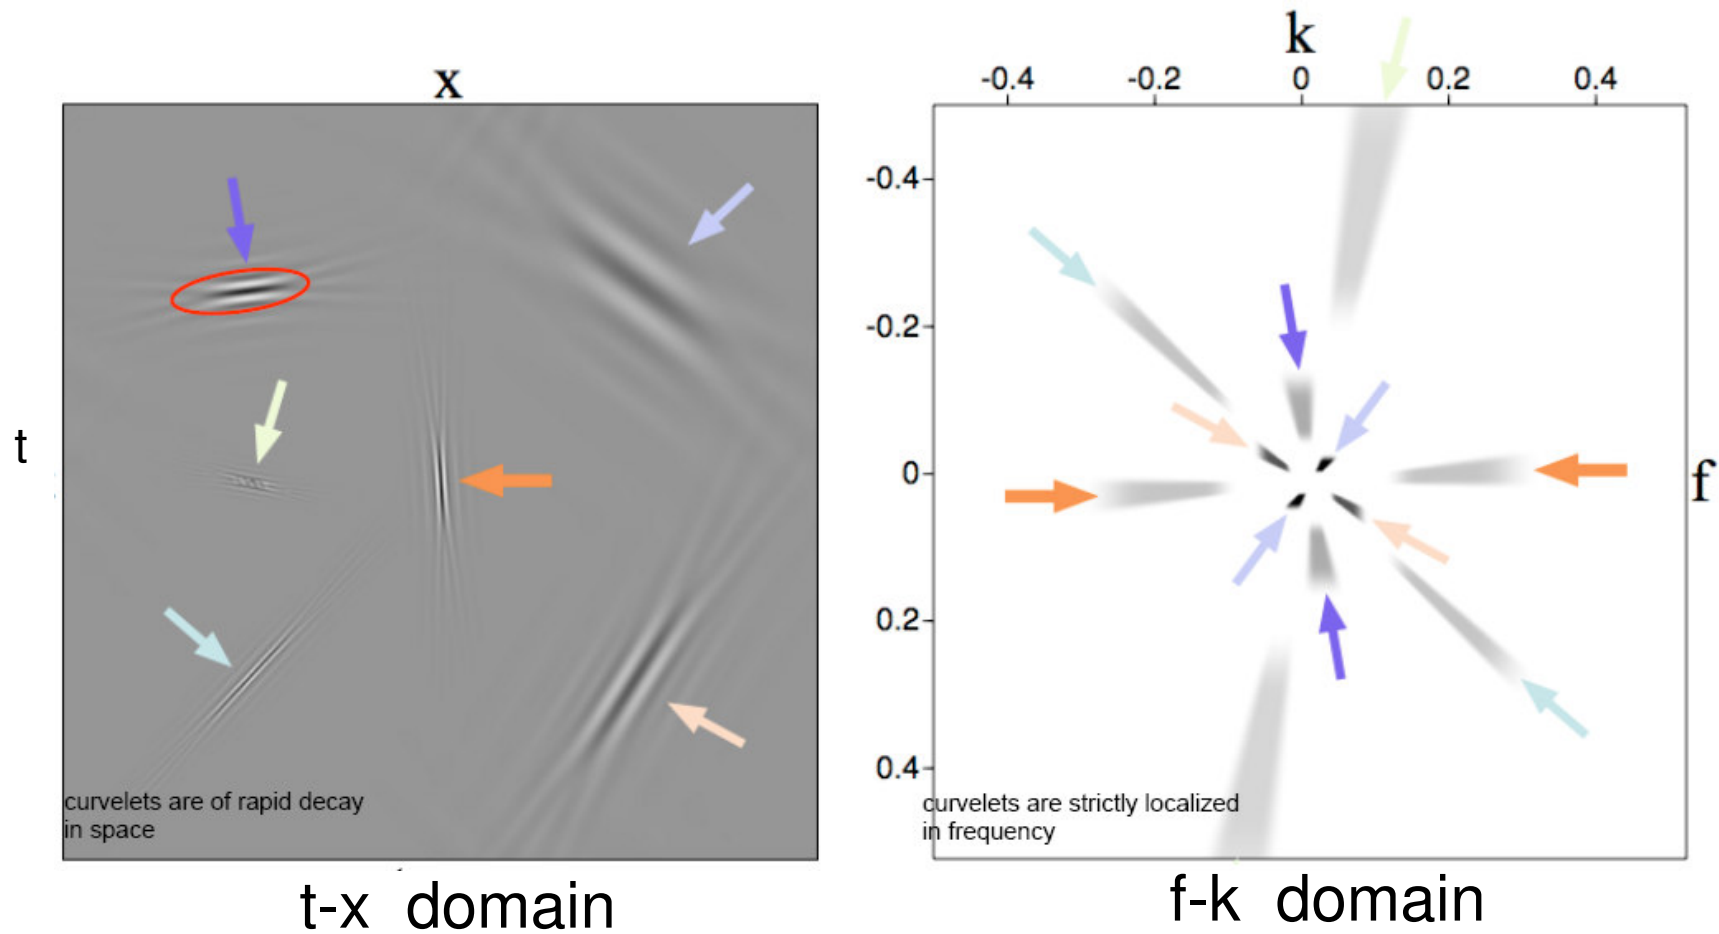 x
t
curvelets are of rapid decay
in space
t-x domain
k
-0.4 -0.2 0 0.2 0.4
-0.4
-0.2
0
0.2
0.4
f
curvelets are strictly localized
in frequency
f-k domain